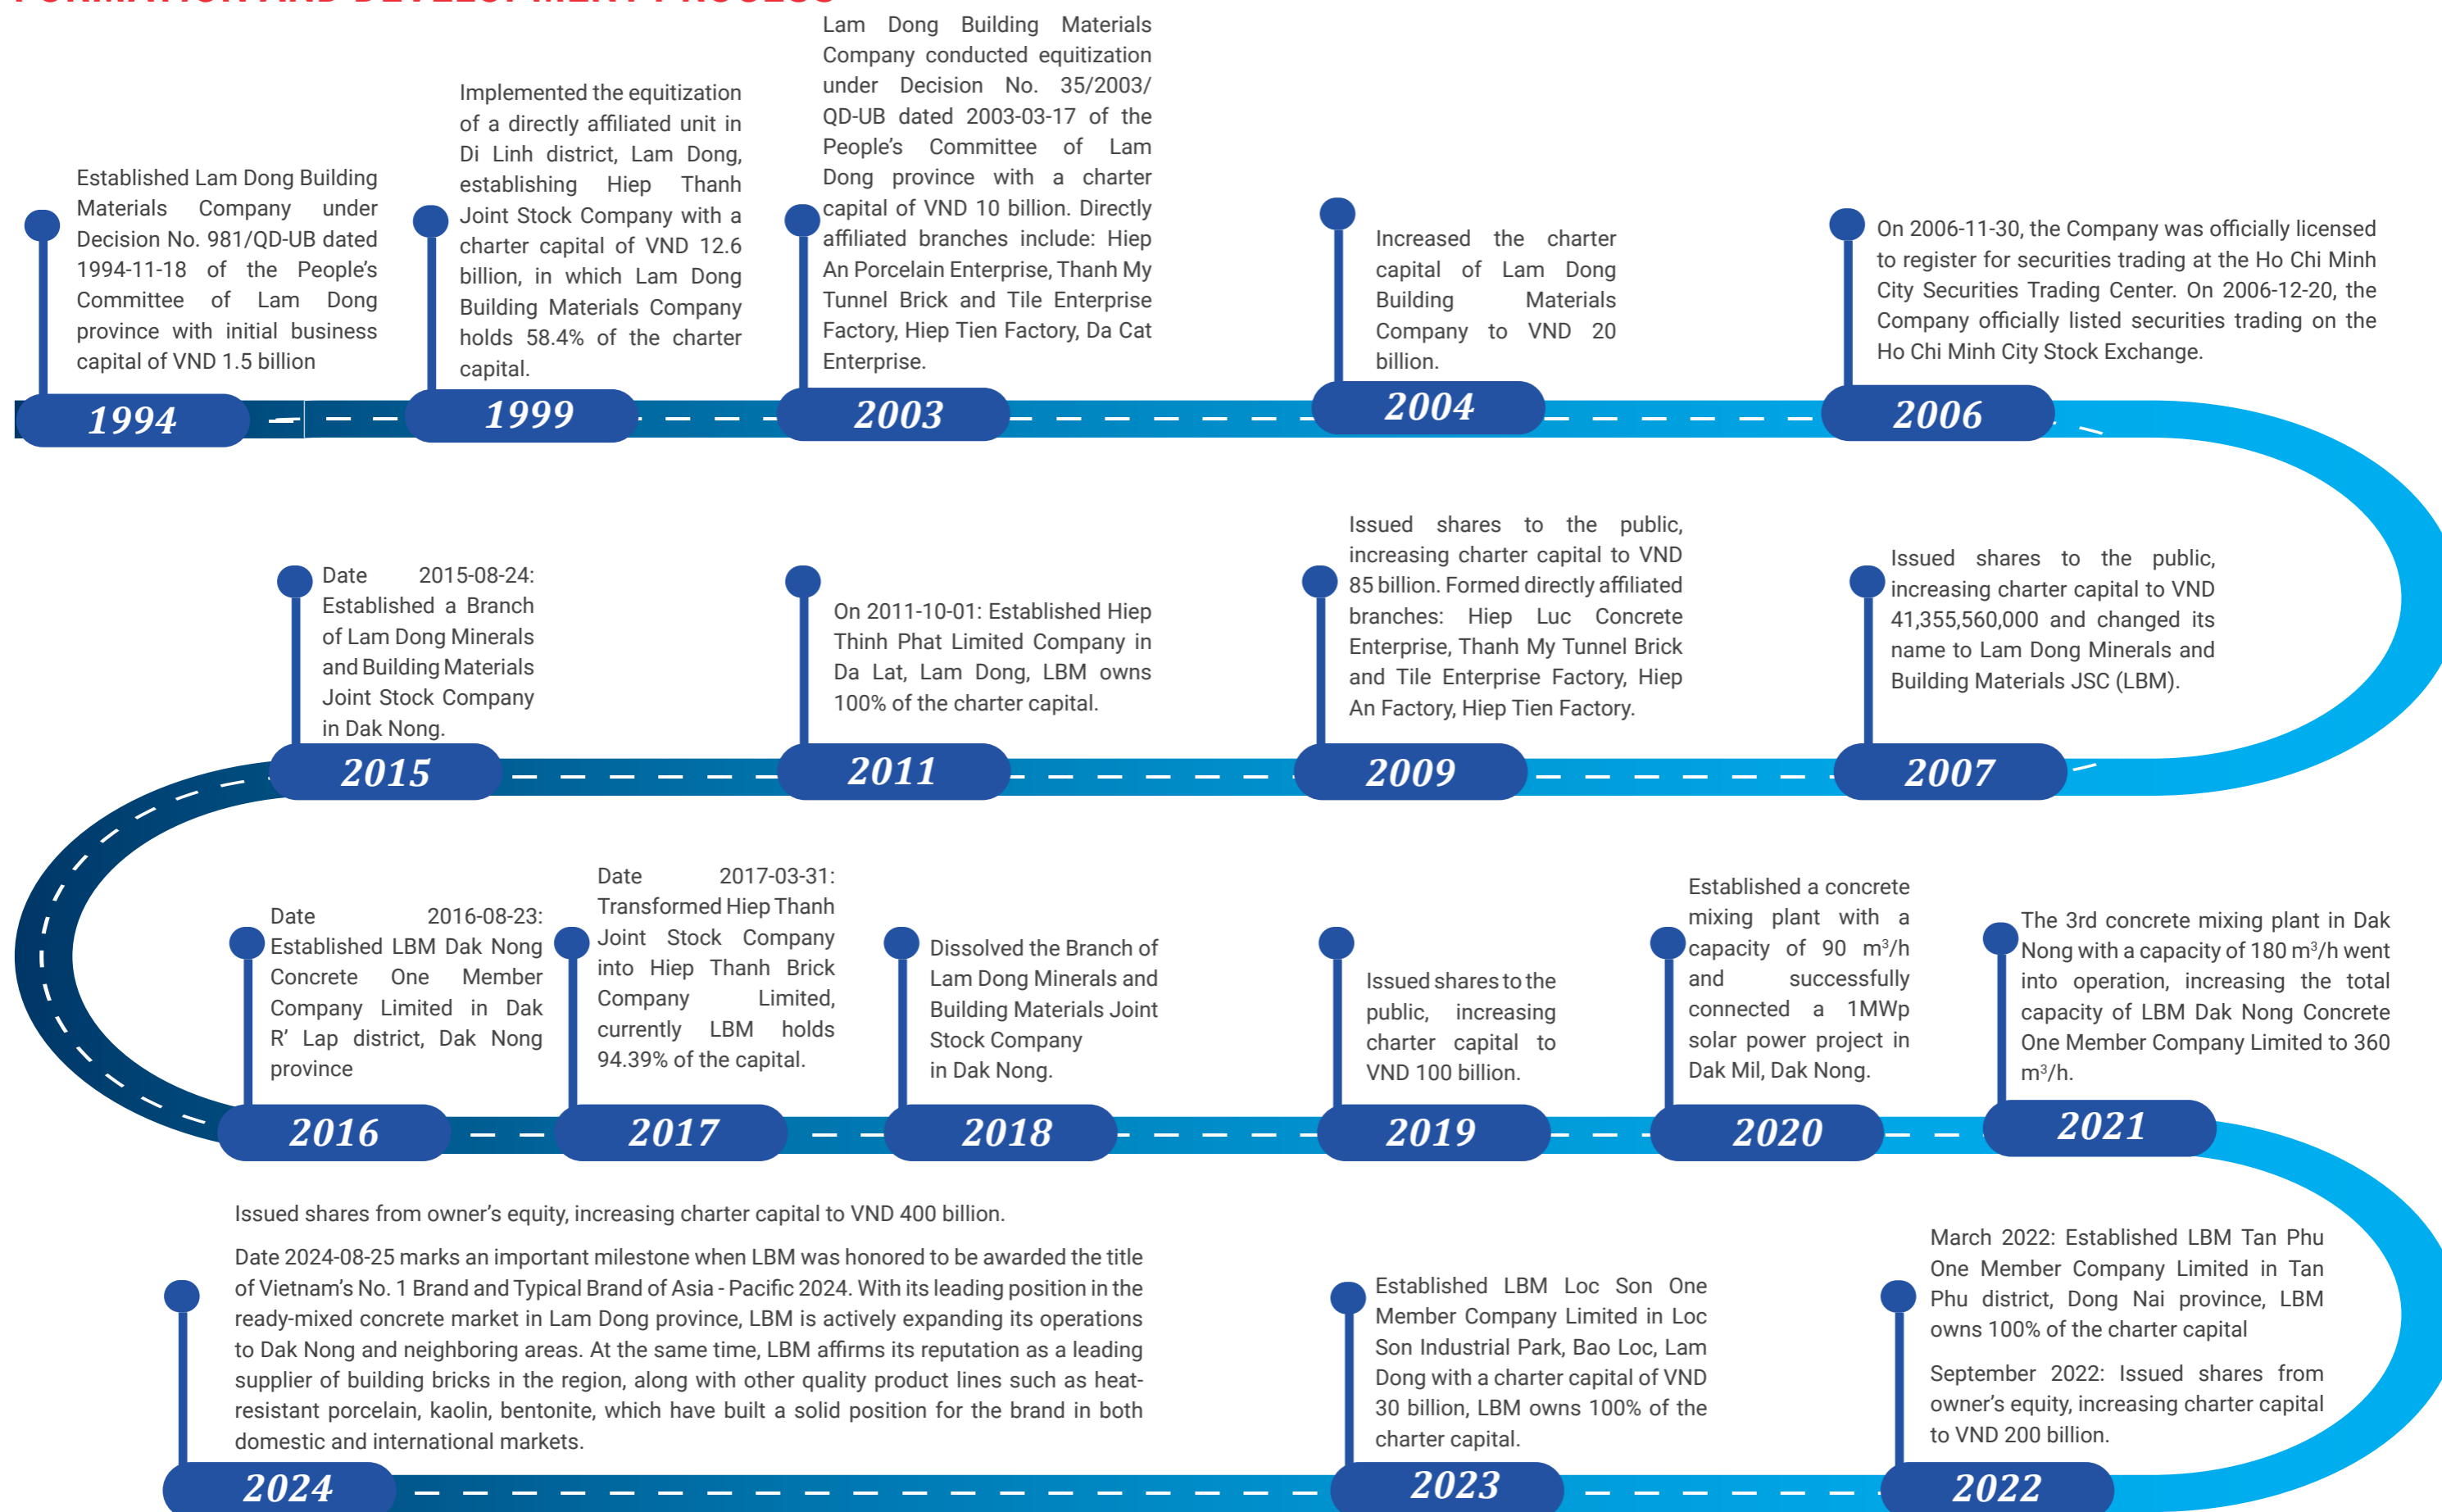 FORMATION AND DEVELOPMENT PROCESS
Established Lam Dong Building
Materials Company under
Decision No. 981/QD-UB dated
1994-11-18 of the People's
Committee of Lam Dong
province with initial business
capital of VND 1.5 billion
1994
Implemented the equitization
of a directly affiliated unit in
Di Linh district, Lam Dong,
establishing Hiep Thanh
Joint Stock Company with a
charter capital of VND 12.6
billion, in which Lam Dong
Building Materials Company
holds 58.4% of the charter
capital.
1999
Lam Dong Building Materials
Company conducted equitization
under Decision No. 35/2003/
QD-UB dated 2003-03-17 of the
People's Committee of Lam
Dong province with a charter
capital of VND 10 billion. Directly
affiliated branches include: Hiep
An Porcelain Enterprise, Thanh My
Tunnel Brick and Tile Enterprise
Factory, Hiep Tien Factory, Da Cat
Enterprise.
2003
Increased the charter
capital of Lam Dong
Building Materials
Company to VND 20
billion.
2004
On 2006-11-30, the Company was officially licensed
to register for securities trading at the Ho Chi Minh
City Securities Trading Center. On 2006-12-20, the
Company officially listed securities trading on the
Ho Chi Minh City Stock Exchange.
2006
Issued shares to the public,
increasing charter capital to VND
41,355,560,000 and changed its
name to Lam Dong Minerals and
Building Materials JSC (LBM).
2007
Issued shares to the public,
increasing charter capital to VND
85 billion. Formed directly affiliated
branches: Hiep Luc Concrete
Enterprise, Thanh My Tunnel Brick
and Tile Enterprise Factory, Hiep
An Factory, Hiep Tien Factory.
2009
On 2011-10-01: Established Hiep
Thinh Phat Limited Company in
Da Lat, Lam Dong, LBM owns
100% of the charter capital.
2011
Date 2015-08-24:
Established a Branch
of Lam Dong Minerals
and Building Materials
Joint Stock Company
in Dak Nong.
2015
Date 2016-08-23:
Established LBM Dak Nong
Concrete One Member
Company Limited in Dak
R' Lap district, Dak Nong
province
2016
Date 2017-03-31:
Transformed Hiep Thanh
Joint Stock Company
into Hiep Thanh Brick
Company Limited,
currently LBM holds
94.39% of the capital.
2017
Dissolved the Branch of
Lam Dong Minerals and
Building Materials Joint
Stock Company
in Dak Nong.
2018
Issued shares to the
public, increasing
charter capital to
VND 100 billion.
2019
Established a concrete
mixing plant with a
capacity of 90 m³/h
and successfully
connected a 1MWp
solar power project in
Dak Mil, Dak Nong.
2020
The 3rd concrete mixing plant in Dak
Nong with a capacity of 180 m³/h went
into operation, increasing the total
capacity of LBM Dak Nong Concrete
One Member Company Limited to 360
m³/h.
2021
March 2022: Established LBM Tan Phu
One Member Company Limited in Tan
Phu district, Dong Nai province, LBM
owns 100% of the charter capital
September 2022: Issued shares from
owner's equity, increasing charter capital
to VND 200 billion.
2022
Established LBM Loc Son One
Member Company Limited in Loc
Son Industrial Park, Bao Loc, Lam
Dong with a charter capital of VND
30 billion, LBM owns 100% of the
charter capital.
2023
Issued shares from owner's equity, increasing charter capital to VND 400 billion.
Date 2024-08-25 marks an important milestone when LBM was honored to be awarded the title
of Vietnam's No. 1 Brand and Typical Brand of Asia - Pacific 2024. With its leading position in the
ready-mixed concrete market in Lam Dong province, LBM is actively expanding its operations
to Dak Nong and neighboring areas. At the same time, LBM affirms its reputation as a leading
supplier of building bricks in the region, along with other quality product lines such as heat-
resistant porcelain, kaolin, bentonite, which have built a solid position for the brand in both
domestic and international markets.
2024